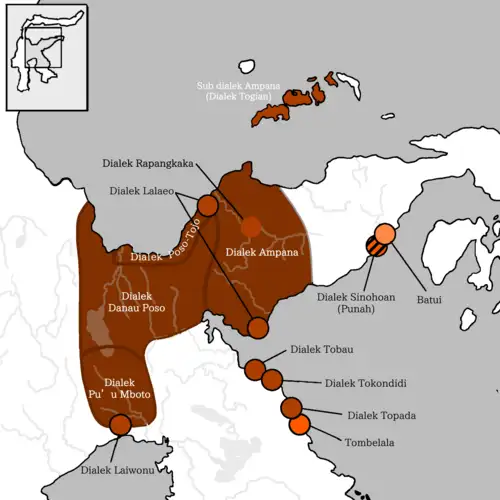 Sub dialek Ampana
(Dialek Togian)
Dialek Rapangkaka
Dialek Lalaeo
Dialek Poso-Tojo
Dialek Ampana
Dialek
Danau Poso
Dialek Sinohoan
(Punah)
Batui
Dialek Tobau
Dialek
Pu’u Mboto
Dialek Tokondidi
Dialek Topada
Tombelala
Dialek Laiwonu